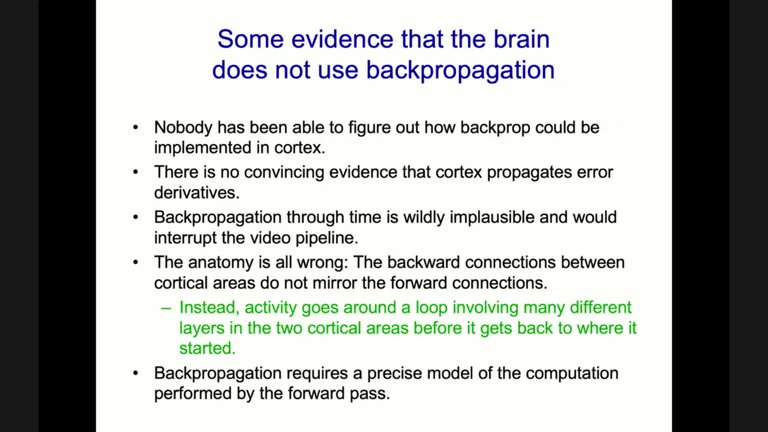 Some evidence that the brain
does not use backpropagation
• Nobody has been able to figure out how backprop could be
implemented in cortex.
• There is no convincing evidence that cortex propagates error
derivatives.
• Backpropagation through time is wildly implausible and would
interrupt the video pipeline.
• The anatomy is all wrong: The backward connections between
cortical areas do not mirror the forward connections.
– Instead, activity goes around a loop involving many different
layers in the two cortical areas before it gets back to where it
started.
• Backpropagation requires a precise model of the computation
performed by the forward pass.